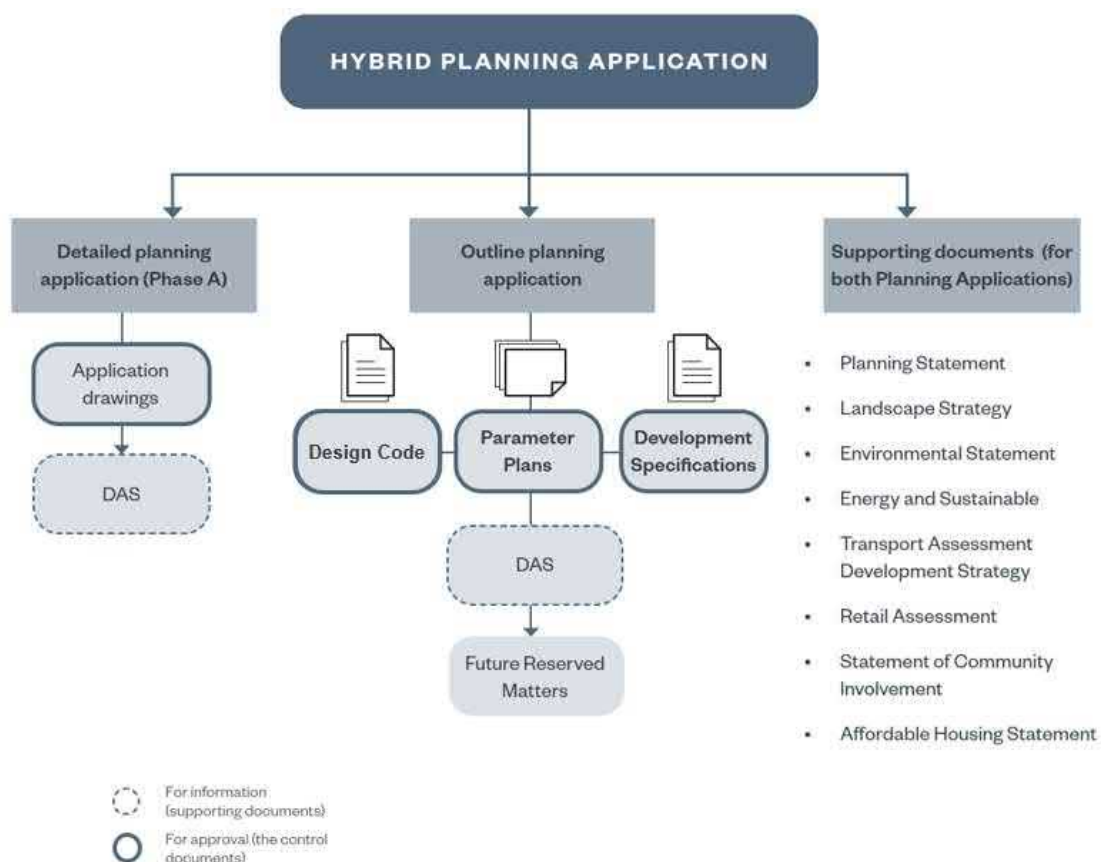 HYBRID PLANNING APPLICATION
Detailed planning
application (Phase A)
Application
drawings
DAS
Outline planning
application
Design Code
Parameter
Plans
Development
Specifications
DAS
Future Reserved
Matters
Supporting documents (for
both Planning Applications)
• Planning Statement
• Landscape Strategy
• Environmental Statement
• Energy and Sustainable
• Transport Assessment
Development Strategy
• Retail Assessment
• Statement of Community
Involvement
• Affordable Housing Statement
For information
(supporting documents)
For approval (the control
documents)